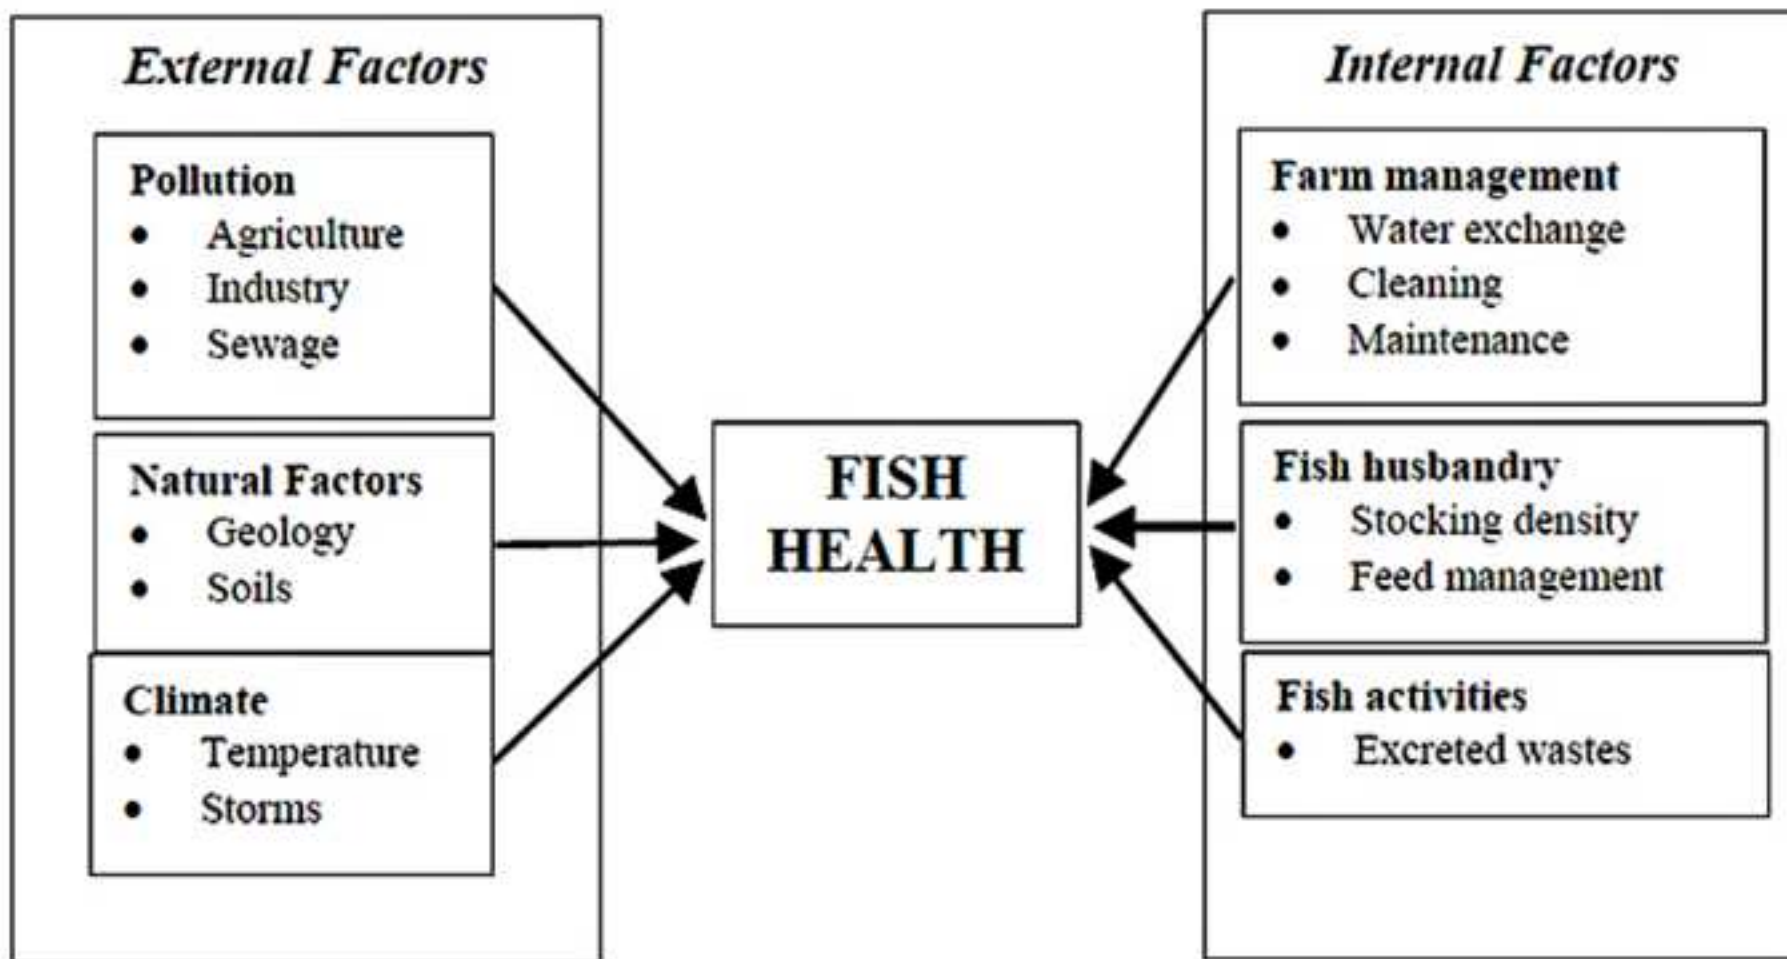 External Factors
Pollution
• Agriculture
• Industry
• Sewage
Natural Factors
• Geology
• Soils
Climate
• Temperature
• Storms
FISH
HEALTH
Internal Factors
Farm management
• Water exchange
• Cleaning
• Maintenance
Fish husbandry
• Stocking density
• Feed management
Fish activities
• Excreted wastes